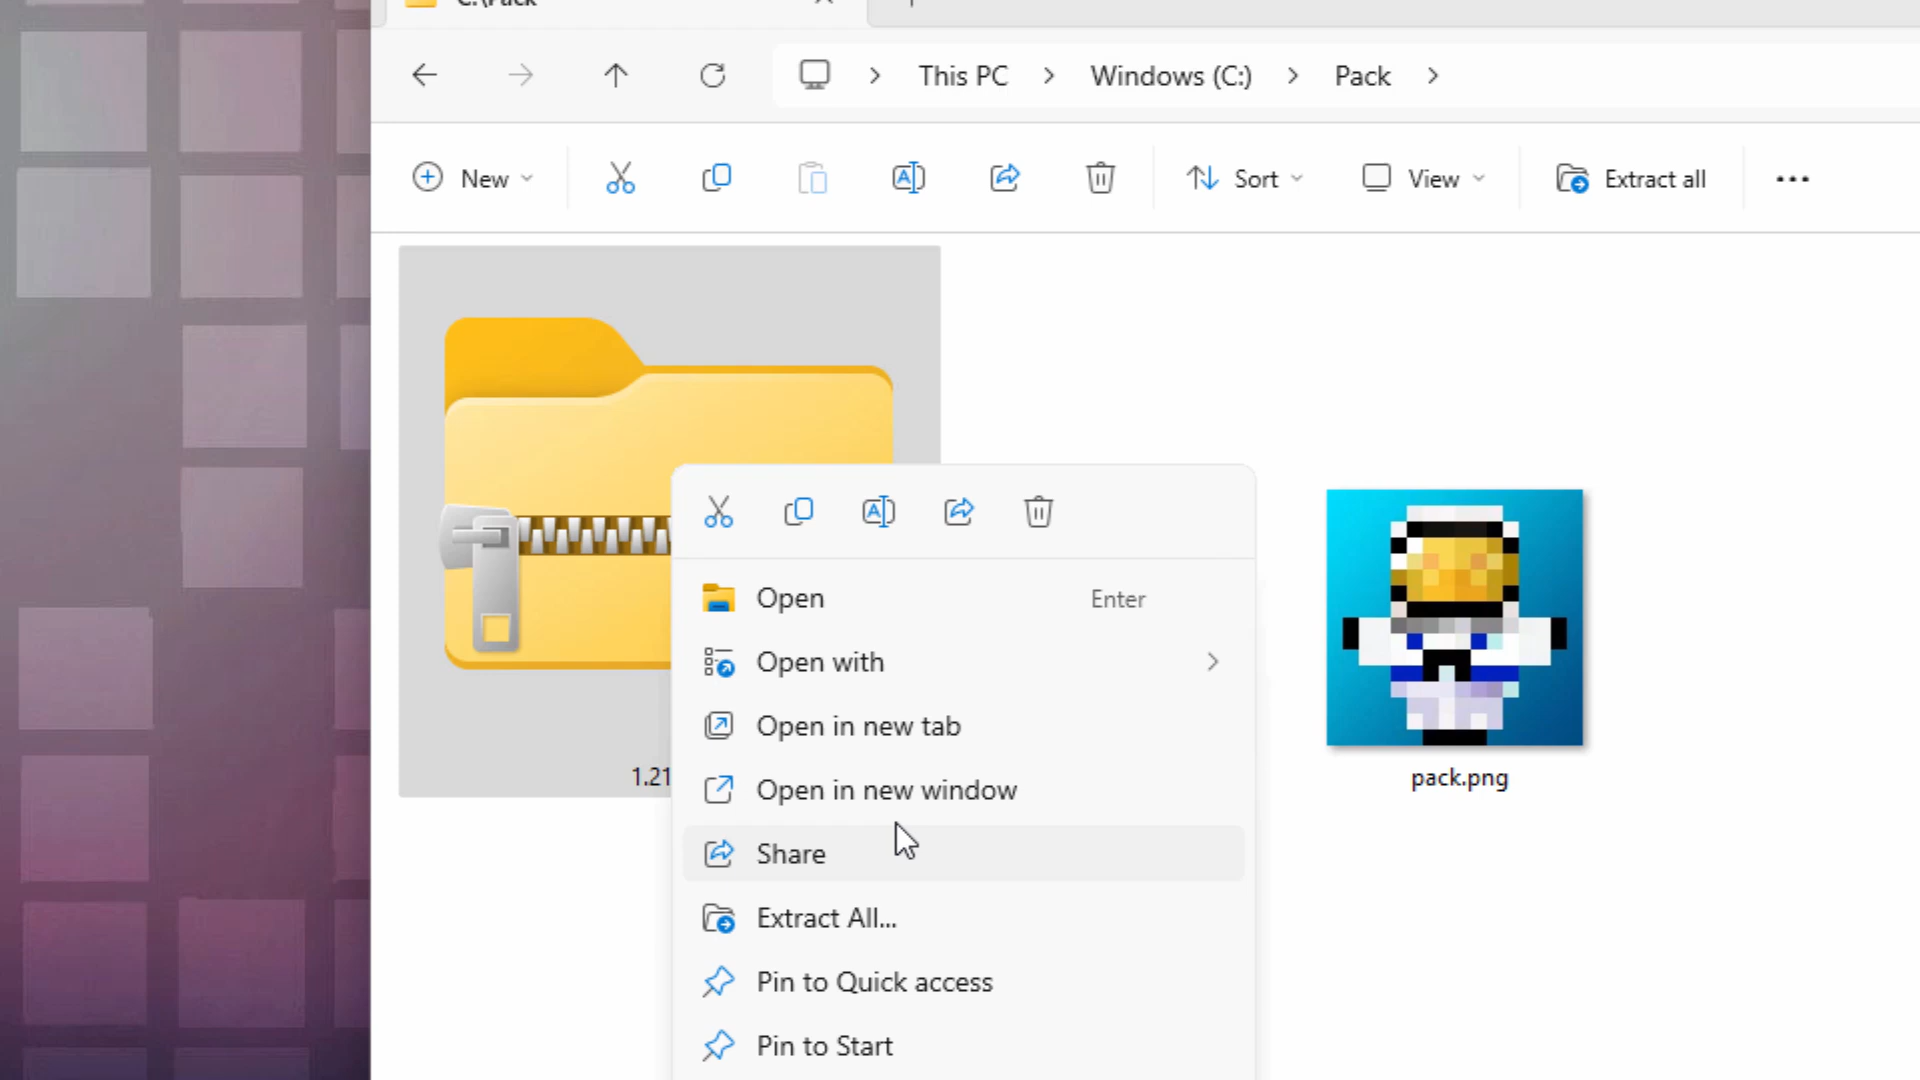 C:\Pack
This PC > Windows (C:) > Pack >
New
Sort
View
Extract all
1.21
pack.png
Open Enter
Open with
Open in new tab
Open in new window
Share
Extract All...
Pin to Quick access
Pin to Start